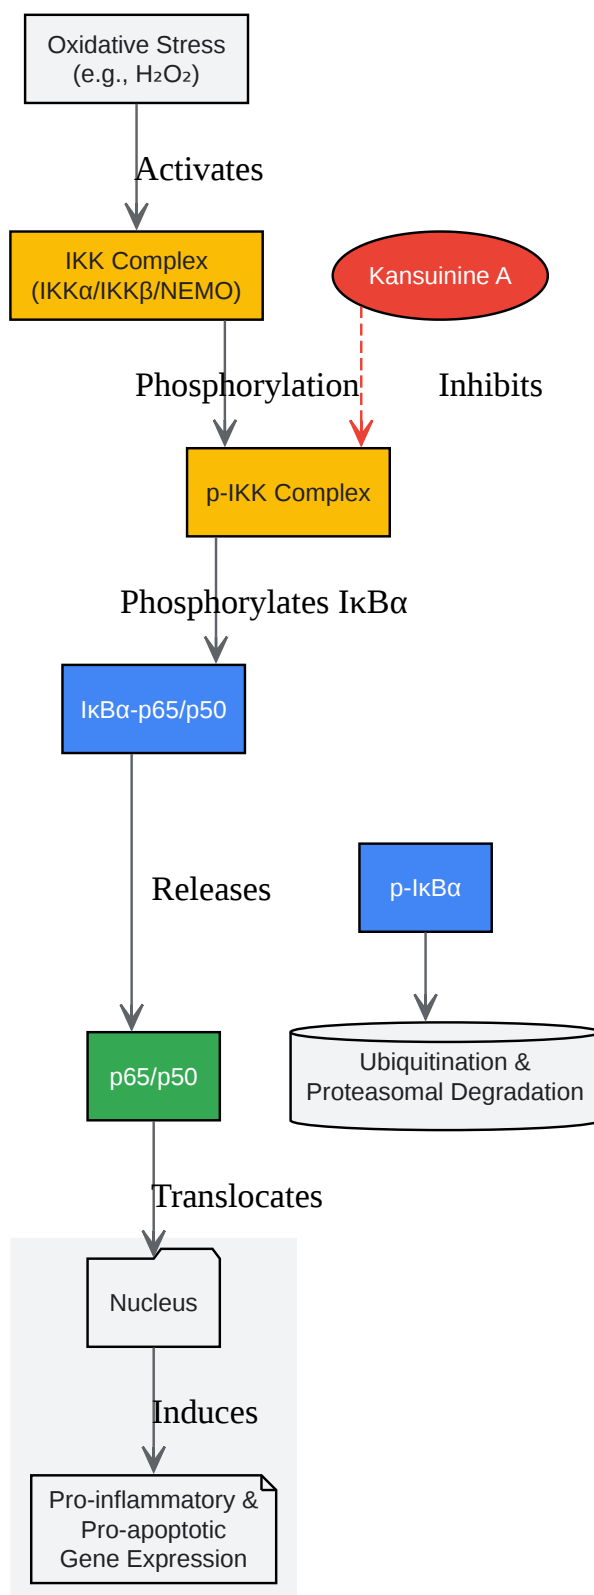 Oxidative Stress
(e.g., H₂O₂)
Activates
IKK Complex
(IKKα/IKKβ/NEMO)
Kansuinine A
Phosphorylation
Inhibits
p-IKK Complex
Phosphorylates IκBα
IκBα-p65/p50
Releases
p-IκBα
p65/p50
Ubiquitination &
Proteasomal Degradation
Translocates
Nucleus
Induces
Pro-inflammatory &
Pro-apoptotic
Gene Expression